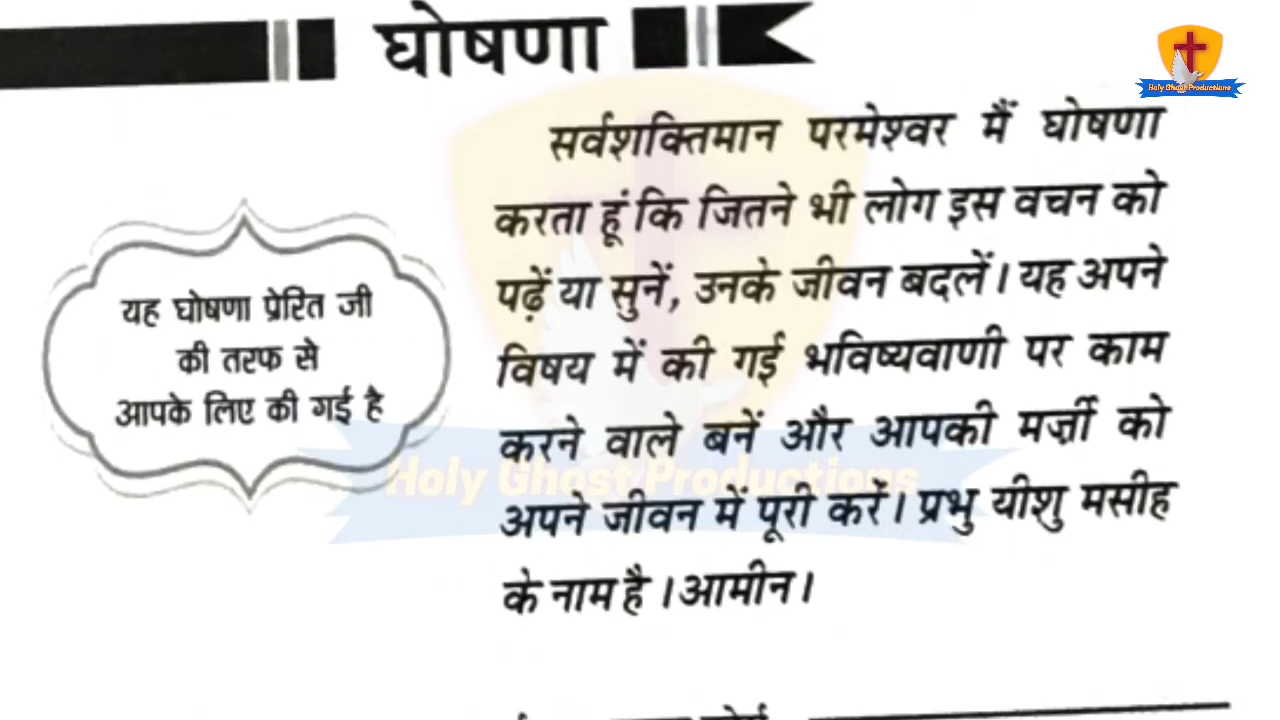 घोषणा
Holy Ghost Productions
सर्वशक्तिमान परमेश्वर मैं घोषणा
करता हूं कि जितने भी लोग इस वचन को
पढ़ें या सुनें, उनके जीवन बदलें। यह अपने
विषय में की गई भविष्यवाणी पर काम
करने वाले बनें और आपकी मर्ज़ी को
अपने जीवन में पूरी करें। प्रभु यीशु मसीह
के नाम है । आमीन।
यह घोषणा प्रेरित जी
की तरफ से
आपके लिए की गई है
Holy Ghost Productions